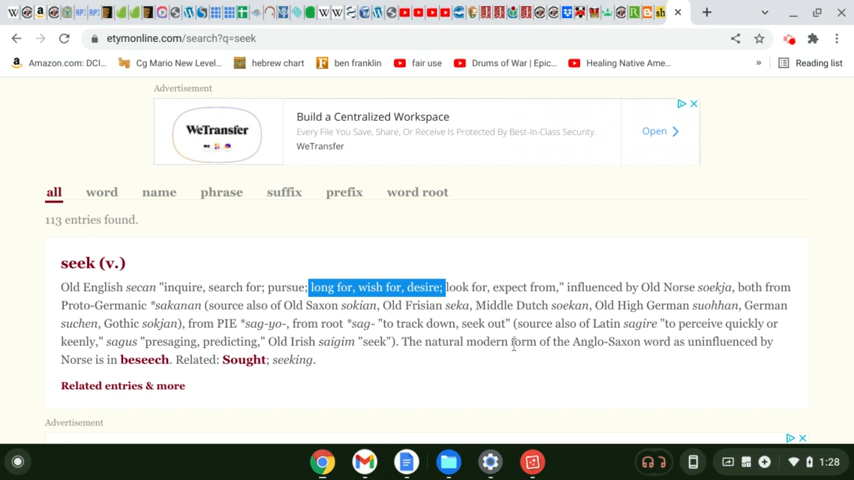 etymonline.com/search?q=seek
Amazon.com: DCI... Cg Mario New Level... hebrew chart ben franklin fair use Drums of War | Epic... Healing Native Ame... » Reading list
Advertisement
Build a Centralized Workspace
WeTransfer
Every File You Save, Share, Or Receive Is Protected By Best-In-Class Security.
Open
WeTransfer
all word name phrase suffix prefix word root
113 entries found.
seek (v.)
Old English secan "inquire, search for; pursue; long for, wish for, desire; look for, expect from," influenced by Old Norse soekja, both from
Proto-Germanic *sakanan (source also of Old Saxon sokian, Old Frisian seka, Middle Dutch soekan, Old High German suohhan, German
suchen, Gothic sokjan), from PIE *sag-yo-, from root *sag- "to track down, seek out" (source also of Latin sagire "to perceive quickly or
keenly," sagus "presaging, predicting," Old Irish saigim "seek"). The natural modern form of the Anglo-Saxon word as uninfluenced by
Norse is in beseech. Related: Sought; seeking.
Related entries & more
Advertisement
1:28